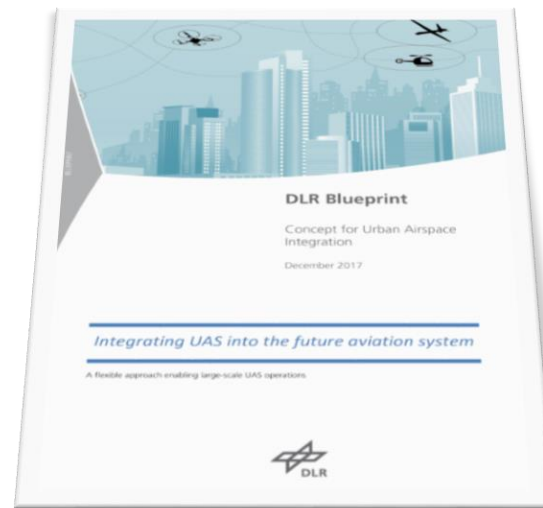 DLR Blueprint
Concept for Urban Airspace
Integration
December 2017
Integrating UAS into the future aviation system
A flexible approach enabling large-scale UAS operations
DLR